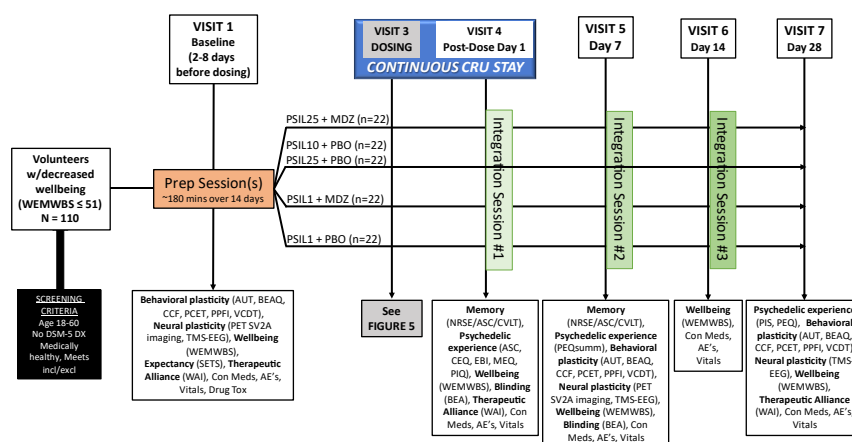 VISIT 1
Baseline
(2-8 days
before dosing)
VISIT 3
DOSING
VISIT 4
Post-Dose Day 1
CONTINUOUS CRU STAY
VISIT 5
Day 7
VISIT 6
Day 14
VISIT 7
Day 28
Volunteers
w/decreased
wellbeing
(WEMWBS ≤ 51)
N = 110
Prep Session(s)
~180 mins over 14 days
PSIL25 + MDZ (n=22)
PSIL10 + PBO (n=22)
PSIL25 + PBO (n=22)
PSIL1 + MDZ (n=22)
PSIL1 + PBO (n=22)
Integration Session #1
Integration Session #2
Integration Session #3
SCREENING
CRITERIA
Age 18-60
No DSM-5 DX
Medically
healthy, Meets
incl/excl
Behavioral plasticity (AUT, BEAQ,
CCF, PCET, PPFI, VCDT),
Neural plasticity (PET SV2A
imaging, TMS-EEG), Wellbeing
(WEMWBS),
Expectancy (SETS), Therapeutic
Alliance (WAI), Con Meds, AE's,
Vitals, Drug Tox
See
FIGURE 5
Memory
(NRSE/ASC/CVLT),
Psychedelic
experience (ASC,
CEQ, EBI, MEQ,
PIQ), Wellbeing
(WEMWBS), Blinding
(BEA), Therapeutic
Alliance (WAI), Con
Meds, AE's, Vitals
Memory
(NRSE/ASC/CVLT),
Psychedelic experience
(PEQsumm), Behavioral
plasticity (AUT, BEAQ,
CCF, PCET, PPFI, VCDT),
Neural plasticity (PET
SV2A imaging, TMS-EEG),
Wellbeing (WEMWBS),
Blinding (BEA), Con
Meds, AE's, Vitals
Wellbeing
(WEMWBS),
Con Meds,
AE's,
Vitals
Psychedelic experience
(PIS, PEQ), Behavioral
plasticity (AUT, BEAQ,
CCF, PCET, PPFI, VCDT)
Neural plasticity (TMS-
EEG), Wellbeing
(WEMWBS),
Therapeutic Alliance
(WAI), Con Meds, AE's,
Vitals